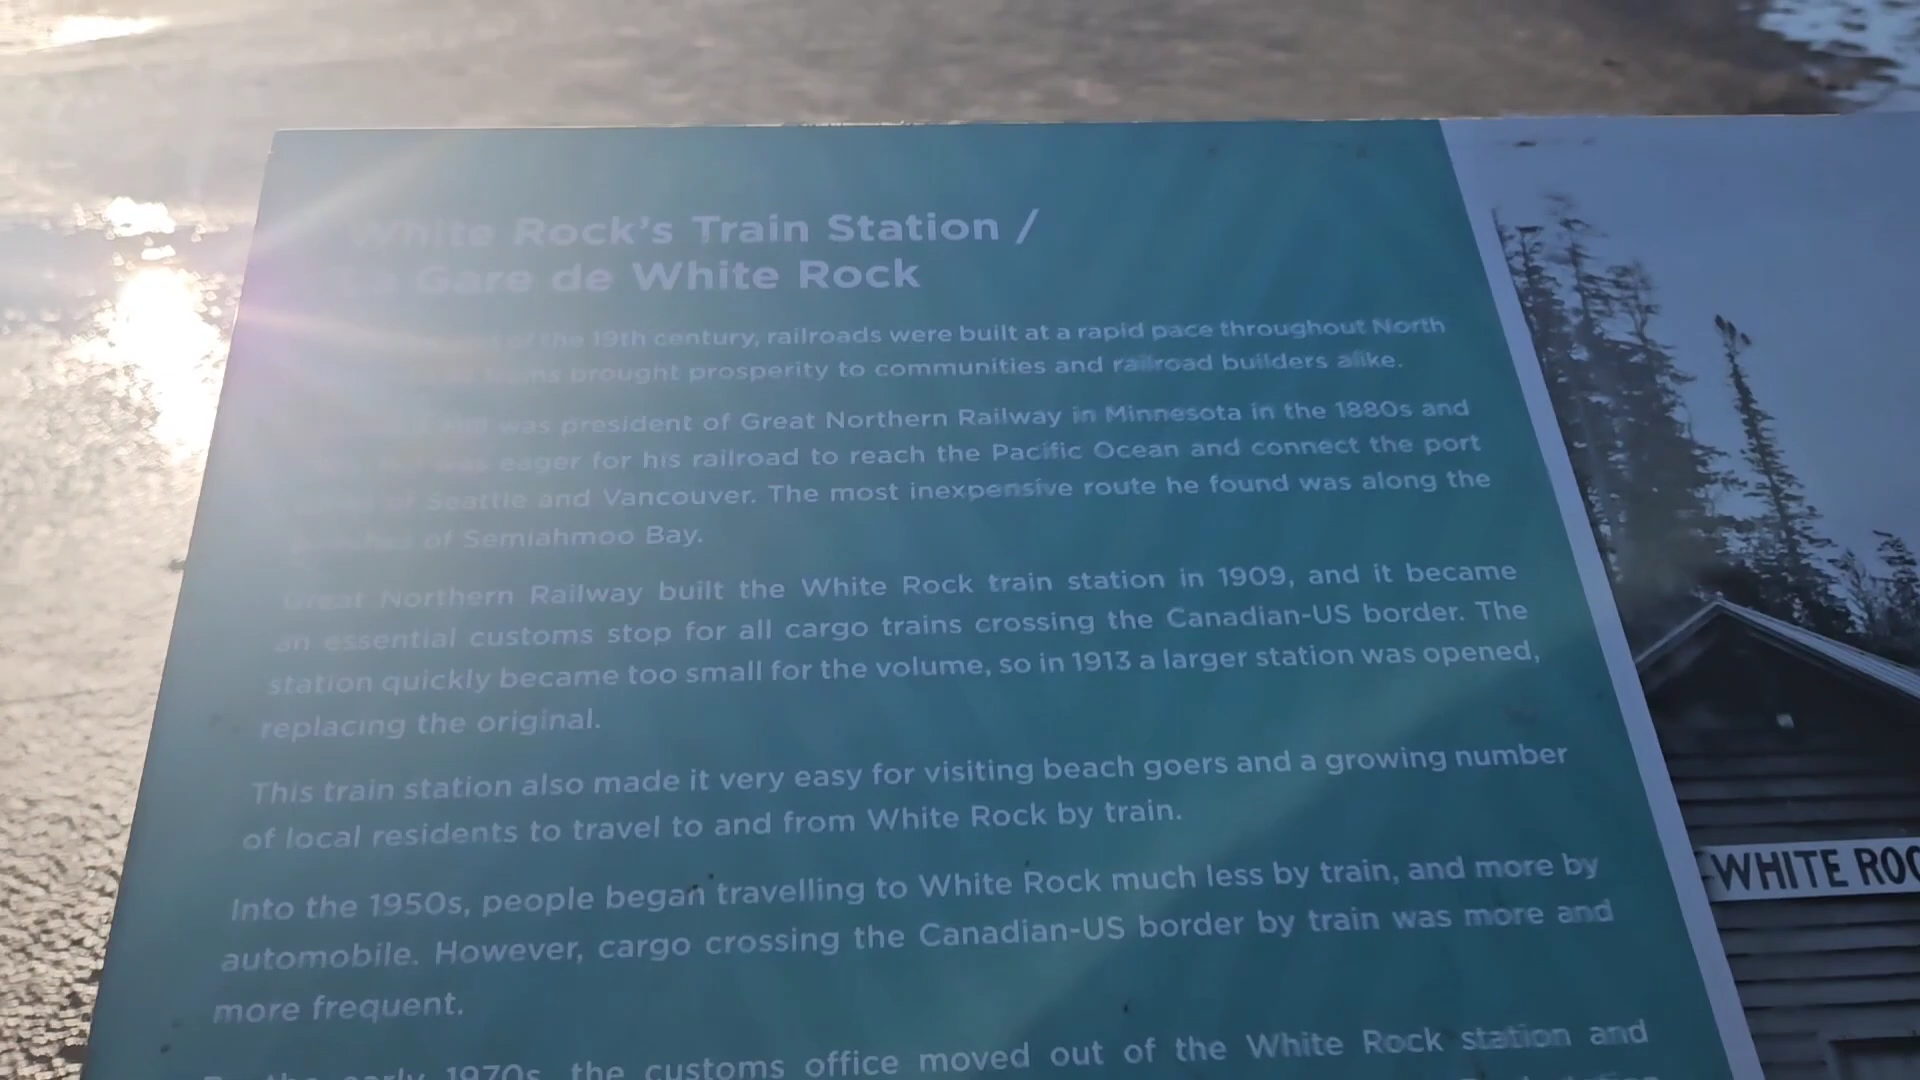 White Rock's Train Station /
La Gare de White Rock
of the 19th century, railroads were built at a rapid pace throughout North
brought prosperity to communities and railroad builders alike.
Hill was president of Great Northern Railway in Minnesota in the 1880s and
was eager for his railroad to reach the Pacific Ocean and connect the port
of Seattle and Vancouver. The most inexpensive route he found was along the
beaches of Semiahmoo Bay.
Great Northern Railway built the White Rock train station in 1909, and it became
an essential customs stop for all cargo trains crossing the Canadian-US border. The
station quickly became too small for the volume, so in 1913 a larger station was opened,
replacing the original.
This train station also made it very easy for visiting beach goers and a growing number
of local residents to travel to and from White Rock by train.
Into the 1950s, people began travelling to White Rock much less by train, and more by
automobile. However, cargo crossing the Canadian-US border by train was more and
more frequent.
By the early 1970s, the customs office moved out of the White Rock station and
WHITE ROC